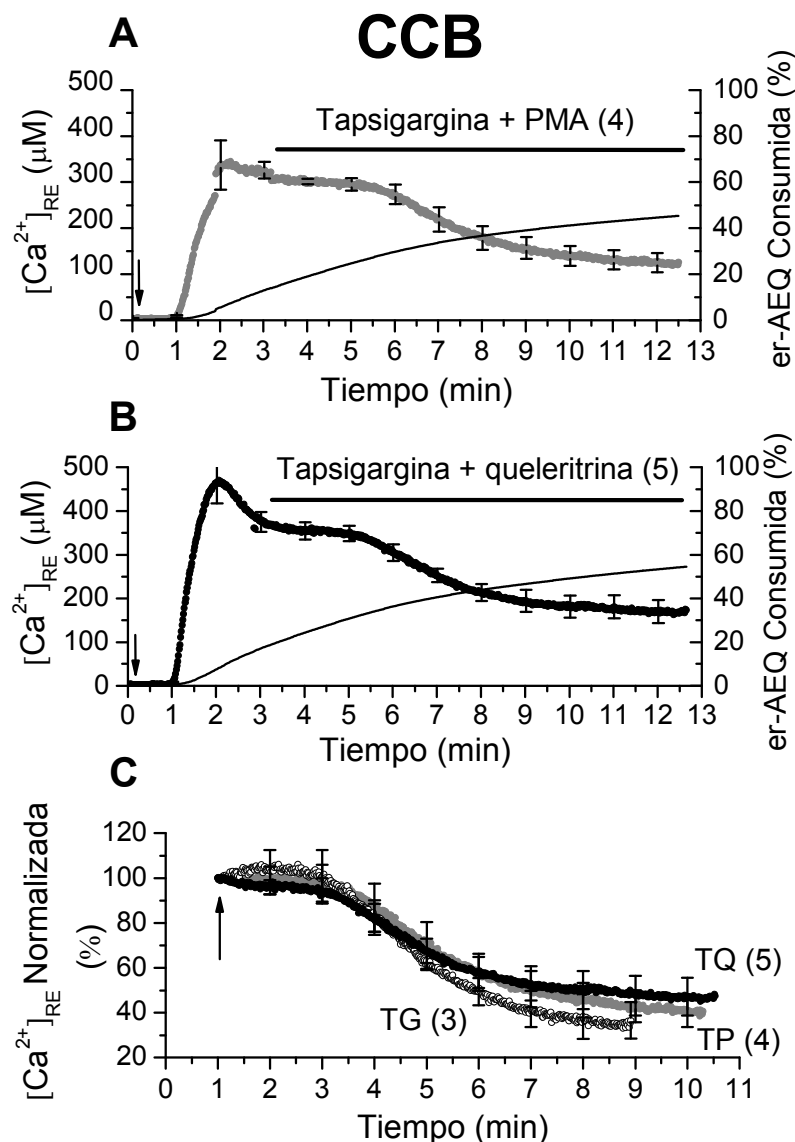 CCB
A
[Ca²⁺]RE (μM)
500
400
300
200
100
0
Tapsigargina + PMA (4)
100
80
60
40
20
0
er-AEQ Consumida (%)
0 1 2 3 4 5 6 7 8 9 10 11 12 13
Tiempo (min)
B
[Ca²⁺]RE (μM)
500
400
300
200
100
0
Tapsigargina + queleritrina (5)
100
80
60
40
20
0
er-AEQ Consumida (%)
0 1 2 3 4 5 6 7 8 9 10 11 12 13
Tiempo (min)
C
[Ca²⁺]RE Normalizada
(%)
120
100
80
60
40
20
TQ (5)
TG (3)
TP (4)
0 1 2 3 4 5 6 7 8 9 10 11
Tiempo (min)